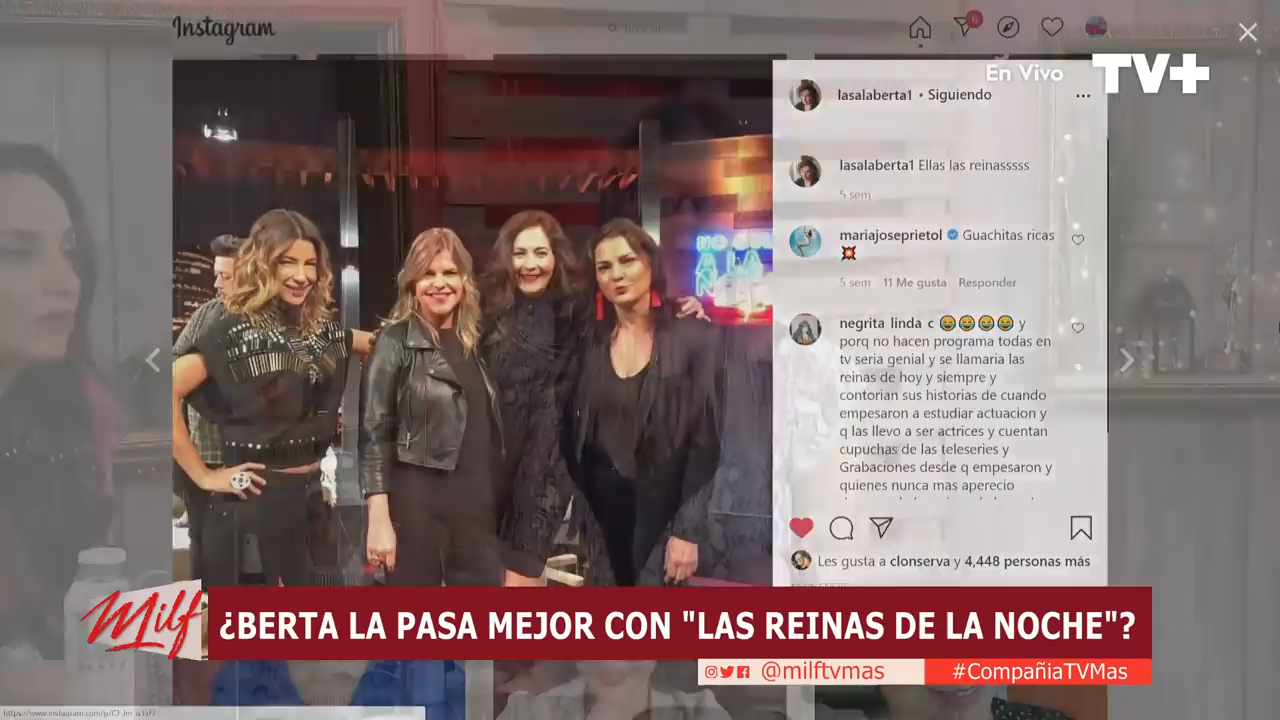 Instagram
6
En Vivo
TV+
lasalaberta1 • Siguiendo
lasalaberta1 Ellas las reinasssss
5 sem
mariajoseprietol Guachitas ricas
5 sem 11 Me gusta Responder
negrita linda c 😂😂😂😂 y
porq no hacen programa todas en
tv seria genial y se llamaria las
reinas de hoy y siempre y
contorian sus historias de cuando
empesaron a estudiar actuacion y
q las llevo a ser actrices y cuentan
cupuchas de las teleseries y
Grabaciones desde q empesaron y
quienes nunca mas aperecio
Les gusta a clonserva y 4,448 personas más
Milf
¿BERTA LA PASA MEJOR CON "LAS REINAS DE LA NOCHE"?
@milftvmas
#CompañiaTVMas